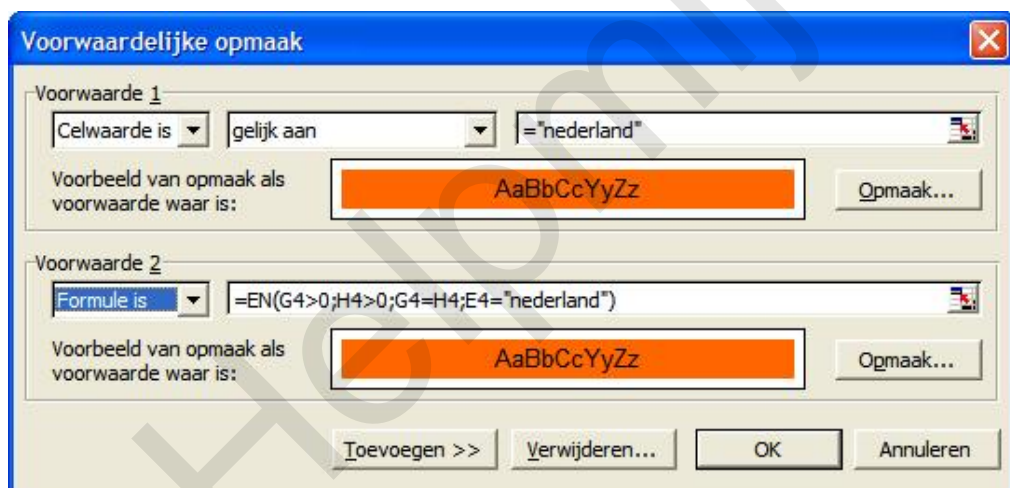 Voorwaardelijke opmaak
Voorwaarde 1
Celwaarde is gelijk aan ="nederland"
Voorbeeld van opmaak als
voorwaarde waar is:
AaBbCcYyZz
Opmaak...
Voorwaarde 2
Formule is =EN(G4>0;H4>0;G4=H4;E4="nederland")
Voorbeeld van opmaak als
voorwaarde waar is:
AaBbCcYyZz
Opmaak...
Toevoegen >> Verwijderen... OK Annuleren
Helpmij